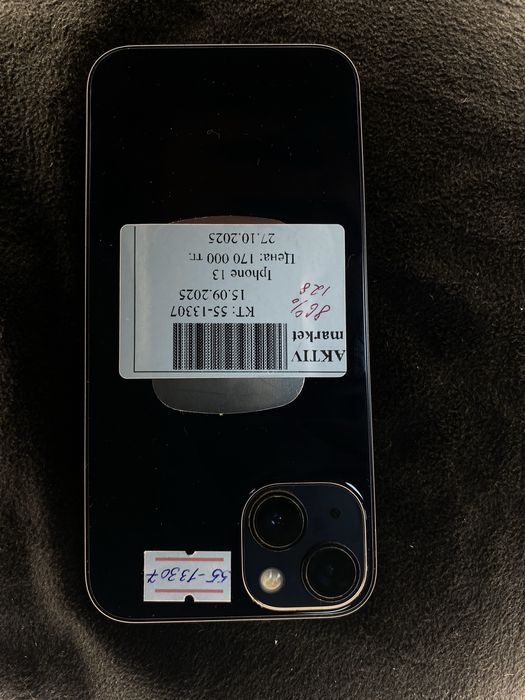 AKTIV
market
КТ: 55-13307
15.09.2025
86%
128
Iphone 13
Цена: 170 000 тг.
27.10.2025
55-13307